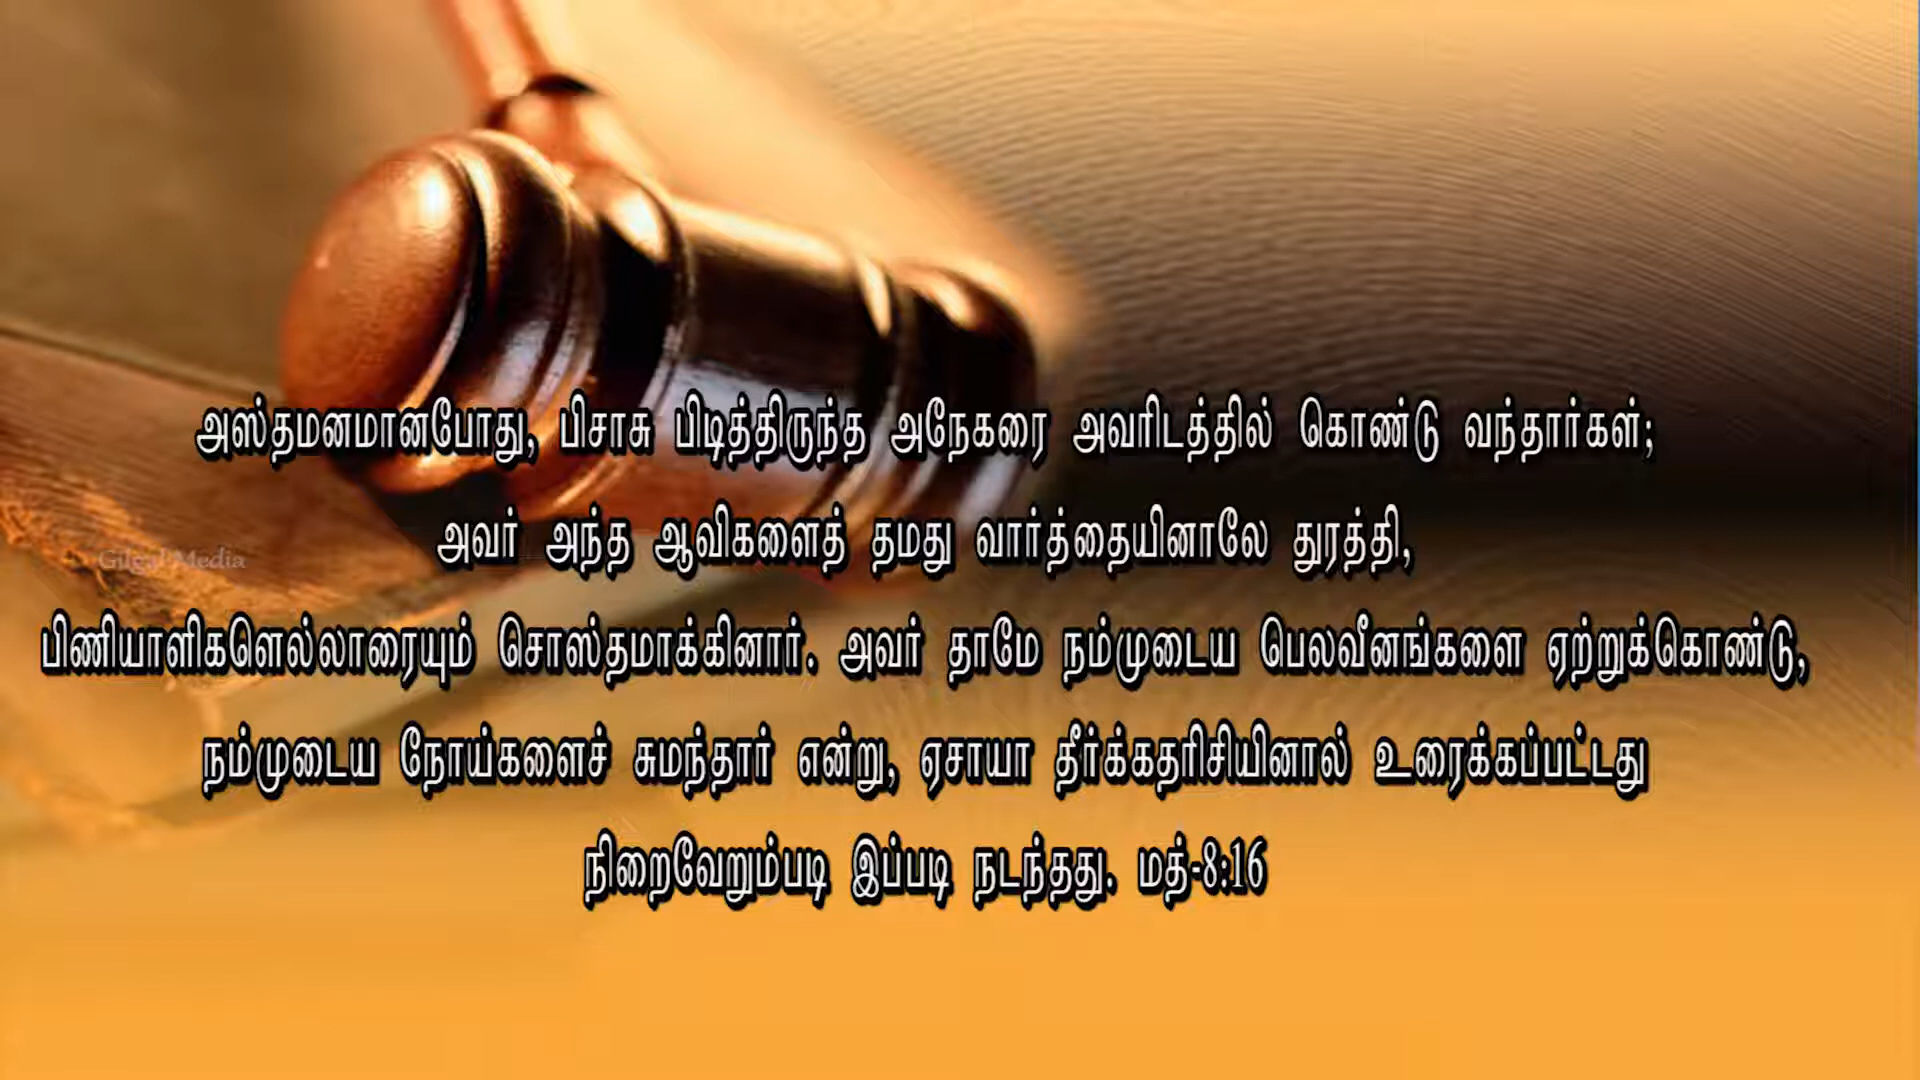 அஸ்தமனமானபோது, பிசாசு பிடித்திருந்த அநேகரை அவரிடத்தில் கொண்டு வந்தார்கள்;
அவர் அந்த ஆவிகளைத் தமது வார்த்தையினாலே துரத்தி,
Gilgal Media
பிணியாளிகளெல்லாரையும் சொஸ்தமாக்கினார். அவர் தாமே நம்முடைய பெலவீனங்களை ஏற்றுக்கொண்டு,
நம்முடைய நோய்களைச் சுமந்தார் என்று, ஏசாயா தீர்க்கதரிசியினால் உரைக்கப்பட்டது
நிறைவேறும்படி இப்படி நடந்தது. மத்-8:16